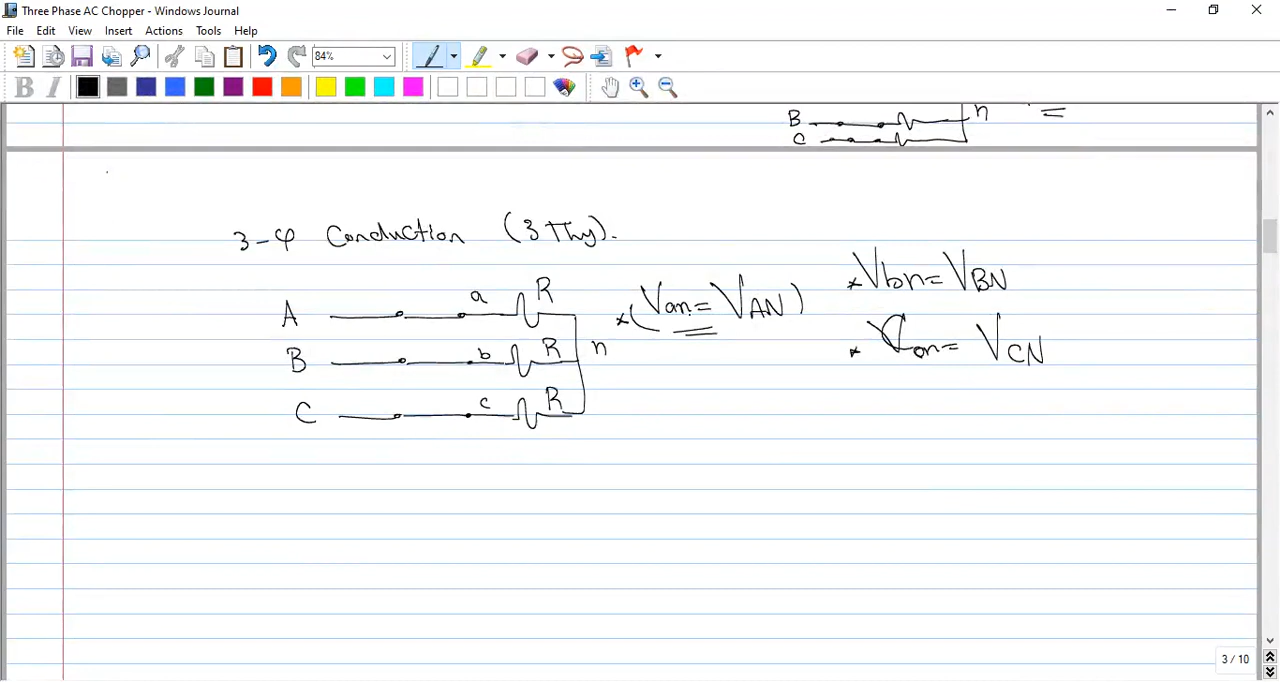 Three Phase AC Chopper - Windows Journal
File Edit View Insert Actions Tools Help
84%
B I
B n =
C
3-φ Conduction (3 Thy).
A a R *(Van = VAN) *Vbn = VBN
B b R n *Vcn = VCN
C c R
3 / 10